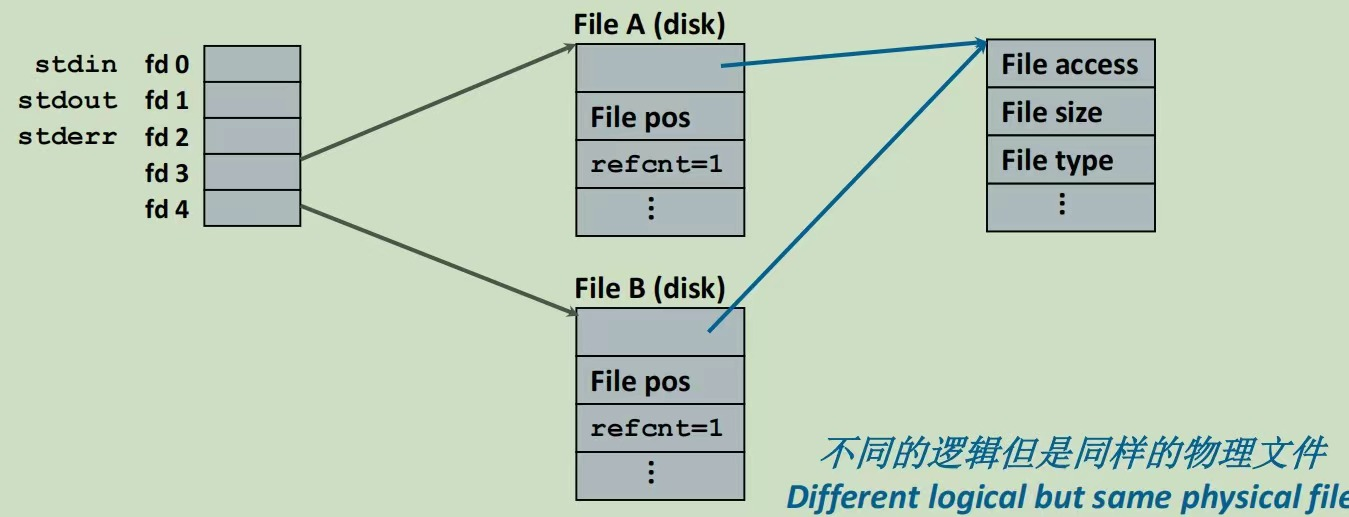 stdin fd 0
stdout fd 1
stderr fd 2
fd 3
fd 4
File A (disk)
File pos
refcnt=1
⋮
File B (disk)
File pos
refcnt=1
⋮
File access
File size
File type
⋮
不同的逻辑但是同样的物理文件
Different logical but same physical file